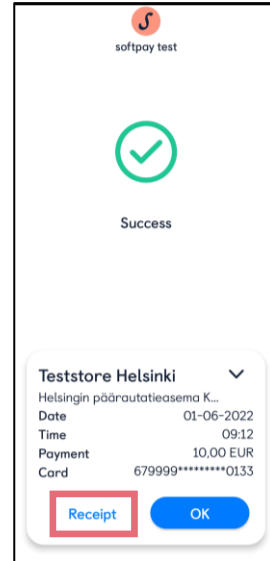 S
softpay test
Success
Teststore Helsinki
Helsingin päärautatieasema K...
Date 01-06-2022
Time 09:12
Payment 10,00 EUR
Card 679999*********0133
Receipt OK